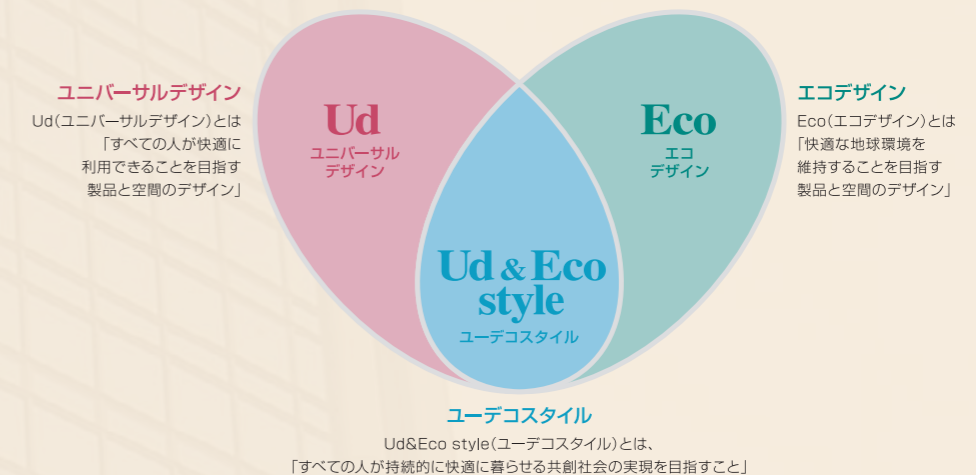 ユニバーサルデザイン
Ud（ユニバーサルデザイン）とは
「すべての人が快適に
利用できることを目指す
製品と空間のデザイン」
Ud
ユニバーサル
デザイン
Eco
エコ
デザイン
エコデザイン
Eco（エコデザイン）とは
「快適な地球環境を
維持することを目指す
製品と空間のデザイン」
Ud & Eco
style
ユーデコスタイル
ユーデコスタイル
Ud&Eco style（ユーデコスタイル）とは、
「すべての人が持続的に快適に暮らせる共創社会の実現を目指すこと」